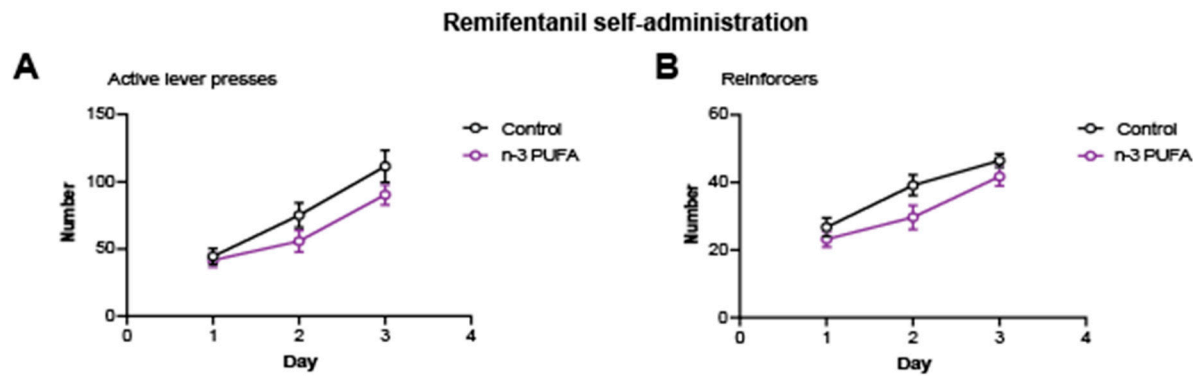 Remifentanil self-administration
A
Active lever presses
150
100
50
0
Number
0 1 2 3 4
Day
Control
n-3 PUFA
B
Reinforcers
60
40
20
0
Number
0 1 2 3 4
Day
Control
n-3 PUFA